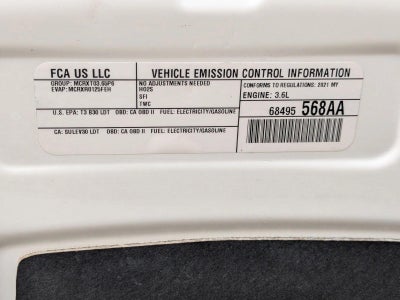 FCA US LLC
VEHICLE EMISSION CONTROL INFORMATION
GROUP: MCRXT03.65P6
EVAP: MCRXR0125FEH
NO ADJUSTMENTS NEEDED
HO2S
SFI
TWC
CONFORMS TO REGULATIONS: 2021 MY
ENGINE: 3.6L
68495 568AA
U.S. EPA: T3 B30 LDT OBD: CA OBD II FUEL: ELECTRICITY/GASOLINE
CA: SULEV30 LDT OBD: CA OBD II FUEL: ELECTRICITY/GASOLINE